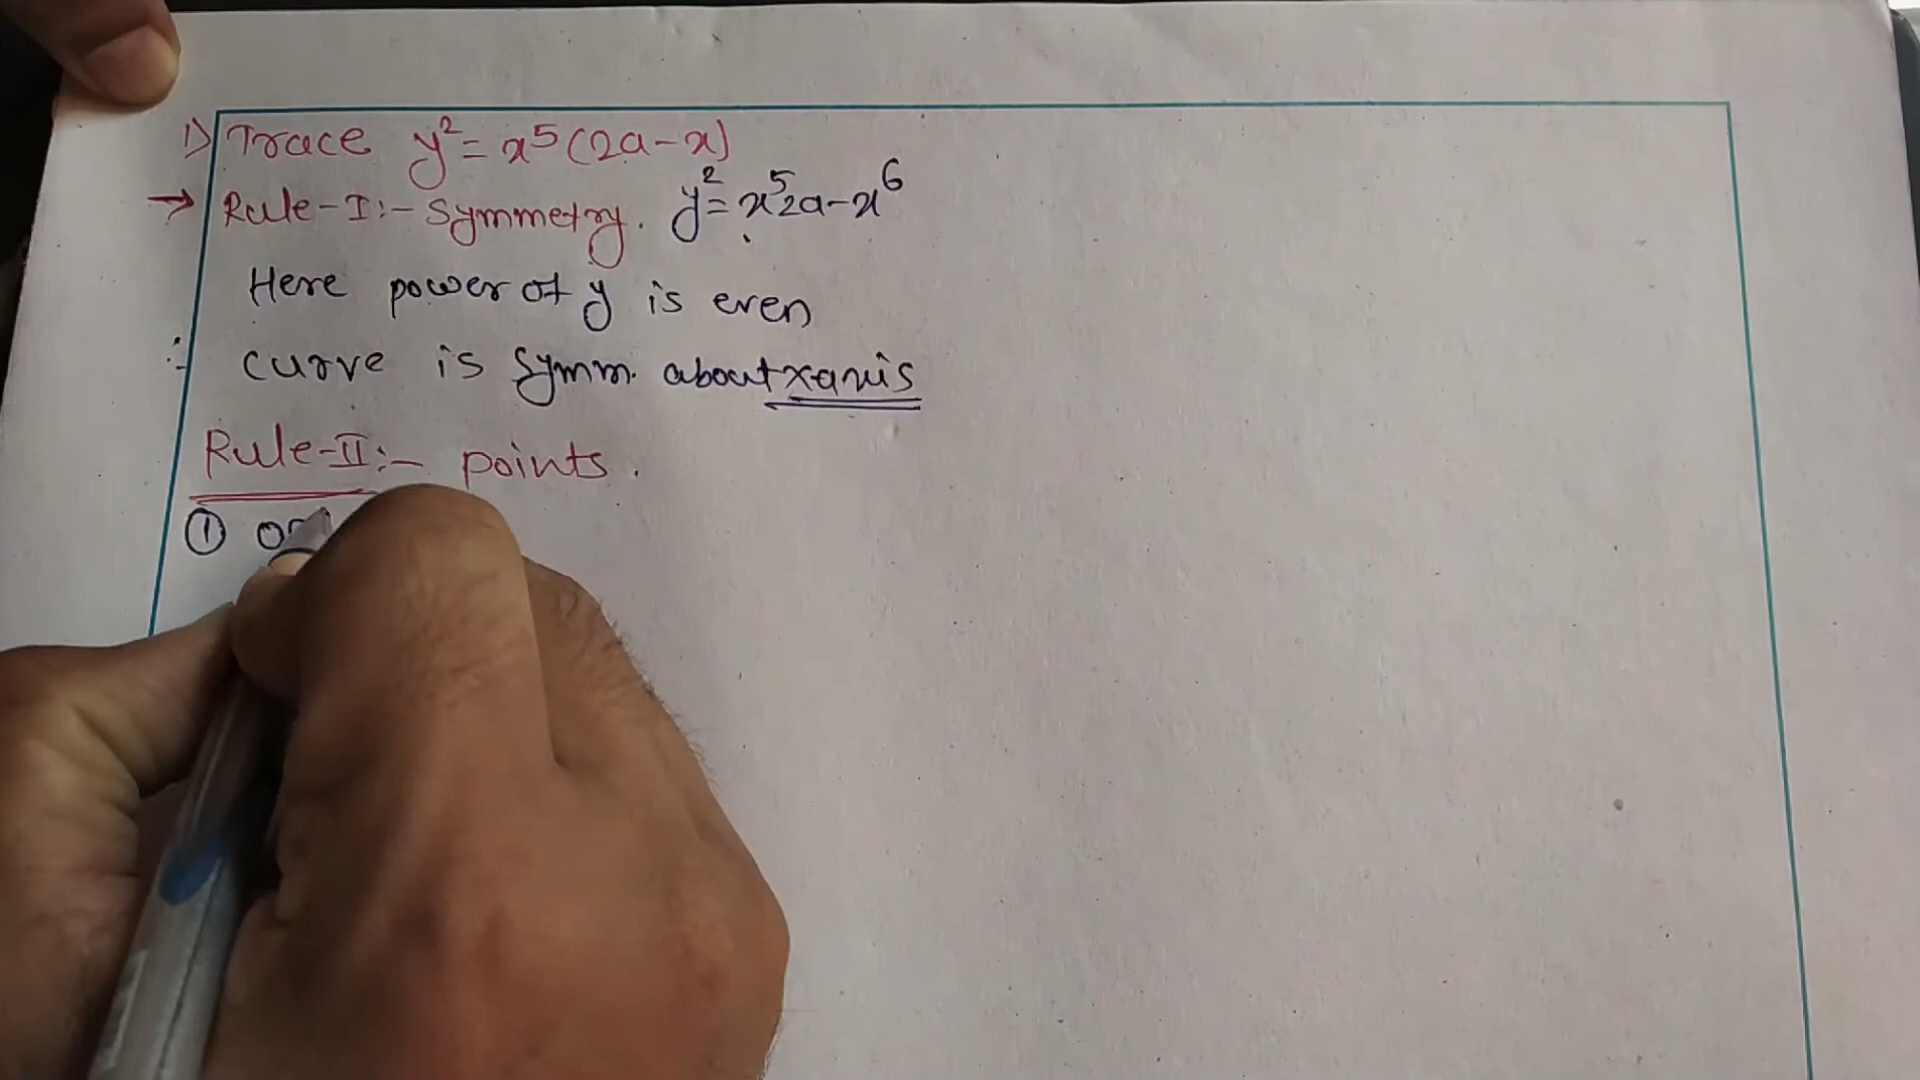 1) Trace y² = x⁵(2a-x)
→ Rule-I:- Symmetry. y² = x⁵2a-x⁶
Here power of y is even
∴ curve is Symm. about x axis
Rule-II:- points.
①